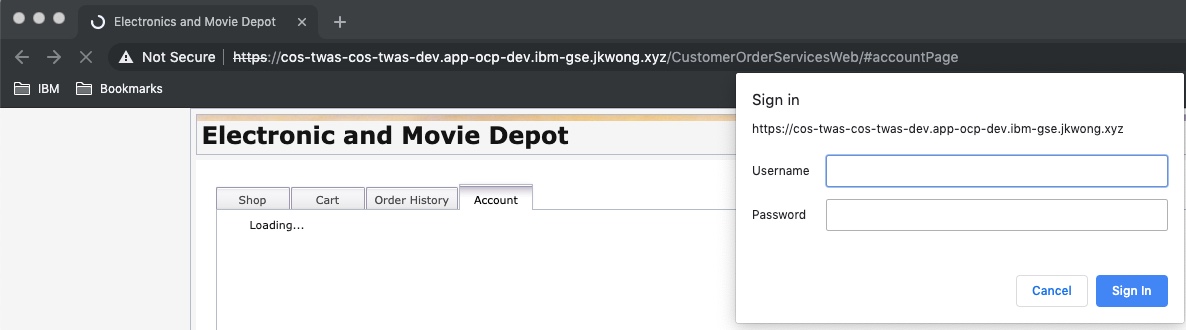 Electronics and Movie Depot
Not Secure https://cos-twas-cos-twas-dev.app-ocp-dev.ibm-gse.jkwong.xyz/CustomerOrderServicesWeb/#accountPage
IBM Bookmarks
Electronic and Movie Depot
Shop Cart Order History Account
Loading...
Sign in
https://cos-twas-cos-twas-dev.app-ocp-dev.ibm-gse.jkwong.xyz
Username
Password
Cancel Sign In